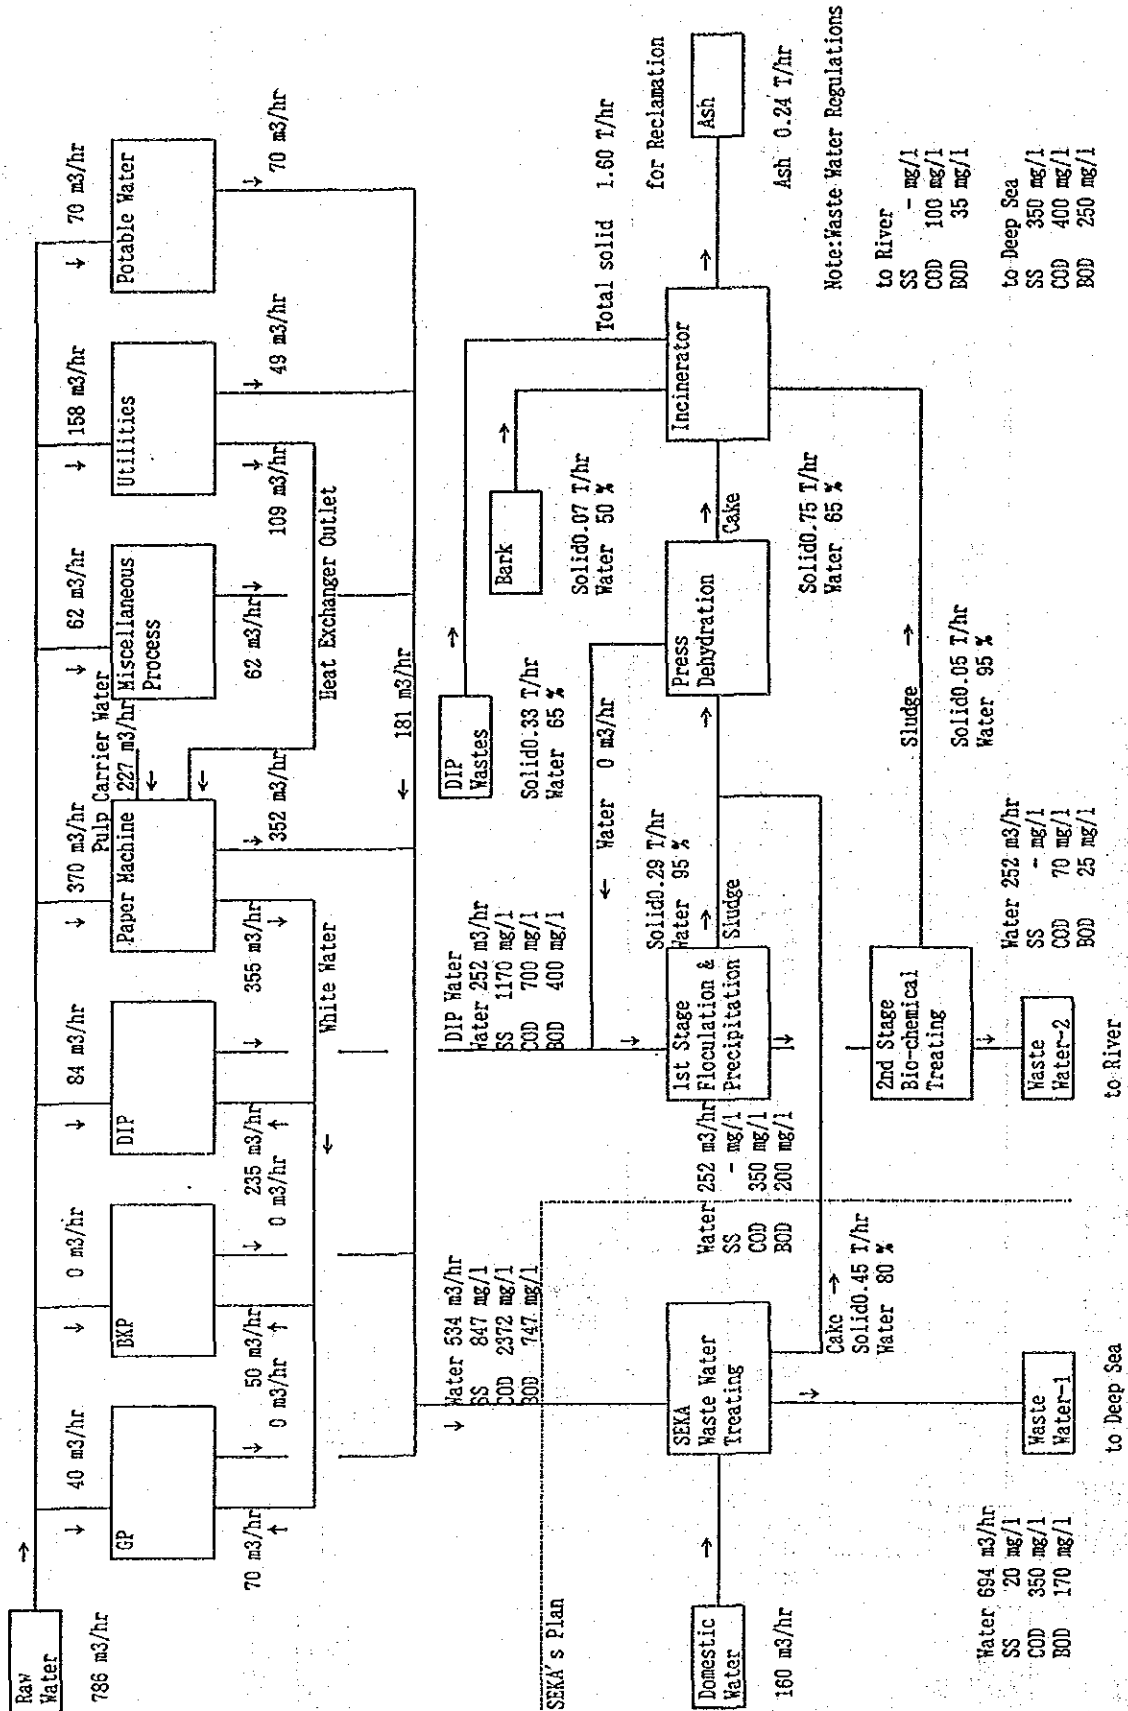 Raw
Water
786 m3/hr
→
↓ 40 m3/hr
↓ 0 m3/hr
↓ 84 m3/hr
↓ 370 m3/hr
↓ 62 m3/hr
↓ 158 m3/hr
↓ 70 m3/hr
Pulp Carrier Water
227 m3/hr
GP
BKP
DIP
Paper Machine
Miscellaneous
Process
Utilities
Potable Water
70 m3/hr
↑
↓ 50 m3/hr
0 m3/hr ↑
↓ 235 m3/hr
0 m3/hr ↑
↓ 355 m3/hr
↓
352 m3/hr
62 m3/hr
109 m3/hr
↓ 49 m3/hr
↓ 70 m3/hr
White Water
←
Heat Exchanger Outlet
← 181 m3/hr
↓ Water 534 m3/hr
SS 847 mg/l
COD 2372 mg/l
BOD 747 mg/l
DIP Water
Water 252 m3/hr
SS 1170 mg/l
COD 700 mg/l
BOD 400 mg/l
DIP
Wastes
→
Solid0.33 T/hr
Water 65 %
Bark
→
Solid0.07 T/hr
Water 50 %
← Water 0 m3/hr
Total solid 1.60 T/hr
SEKA's Plan
Domestic
Water
160 m3/hr
→
SEKA
Waste Water
Treating
Water 252 m3/hr
SS - mg/l
COD 350 mg/l
BOD 200 mg/l
1st Stage
Floculation &
Precipitation
Solid0.29 T/hr
Water 95 %
→
Sludge
Press
Dehydration
→
Cake
Incinerator
→
Ash
for Reclamation
Ash 0.24 T/hr
Cake →
Solid0.45 T/hr
Water 80 %
Solid0.75 T/hr
Water 65 %
2nd Stage
Bio-chemical
Treating
Sludge →
Solid0.05 T/hr
Water 95 %
Water 694 m3/hr
SS 20 mg/l
COD 350 mg/l
BOD 170 mg/l
Waste
Water-1
to Deep Sea
Waste
Water-2
to River
Water 252 m3/hr
SS - mg/l
COD 70 mg/l
BOD 25 mg/l
Note:Waste Water Regulations
to River
SS - mg/l
COD 100 mg/l
BOD 35 mg/l
to Deep Sea
SS 350 mg/l
COD 400 mg/l
BOD 250 mg/l